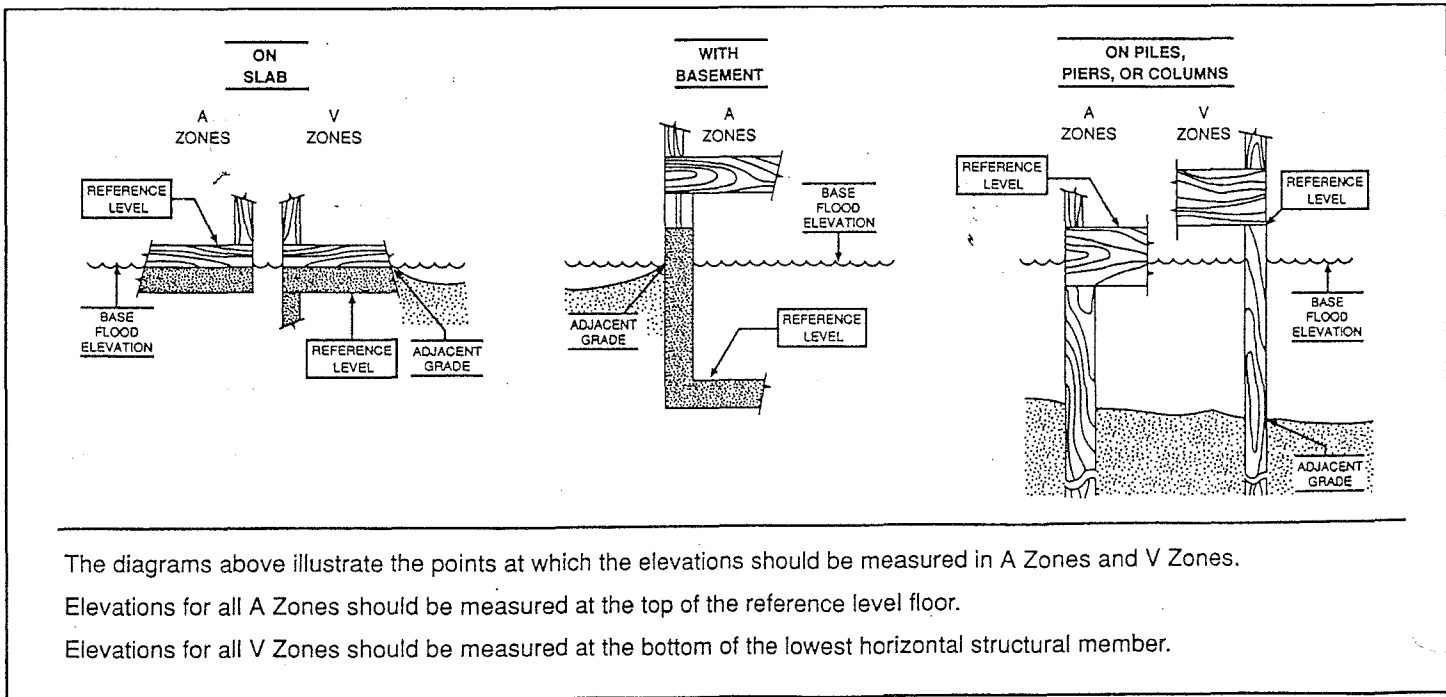 ON
SLAB
A
ZONES
V
ZONES
REFERENCE
LEVEL
BASE
FLOOD
ELEVATION
REFERENCE
LEVEL
ADJACENT
GRADE
WITH
BASEMENT
A
ZONES
BASE
FLOOD
ELEVATION
ADJACENT
GRADE
REFERENCE
LEVEL
ON PILES,
PIERS, OR COLUMNS
A
ZONES
V
ZONES
REFERENCE
LEVEL
REFERENCE
LEVEL
BASE
FLOOD
ELEVATION
ADJACENT
GRADE
The diagrams above illustrate the points at which the elevations should be measured in A Zones and V Zones.
Elevations for all A Zones should be measured at the top of the reference level floor.
Elevations for all V Zones should be measured at the bottom of the lowest horizontal structural member.